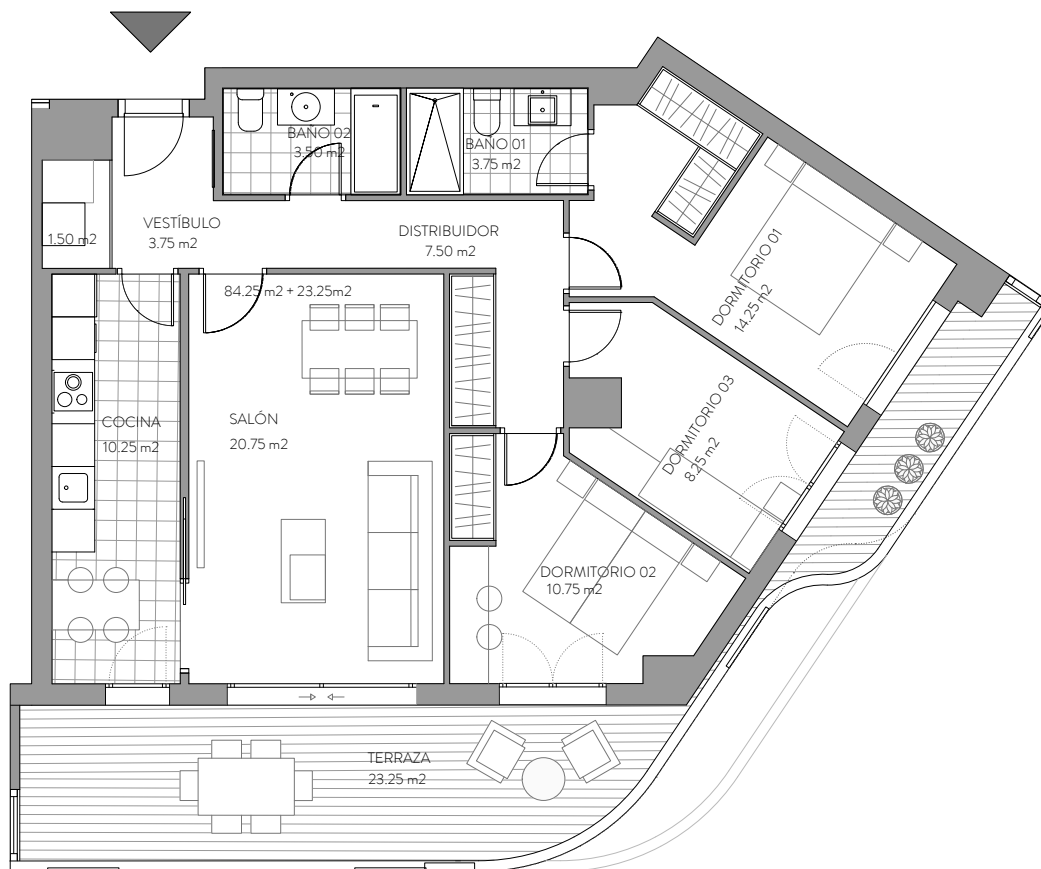 BAÑO 02
3.50 m2
BAÑO 01
3.75 m2
VESTÍBULO
3.75 m2
1.50 m2
DISTRIBUIDOR
7.50 m2
DORMITORIO 01
14.25 m2
84.25 m2 + 23.25m2
COCINA
10.25 m2
SALÓN
20.75 m2
DORMITORIO 03
8.25 m2
DORMITORIO 02
10.75 m2
TERRAZA
23.25 m2